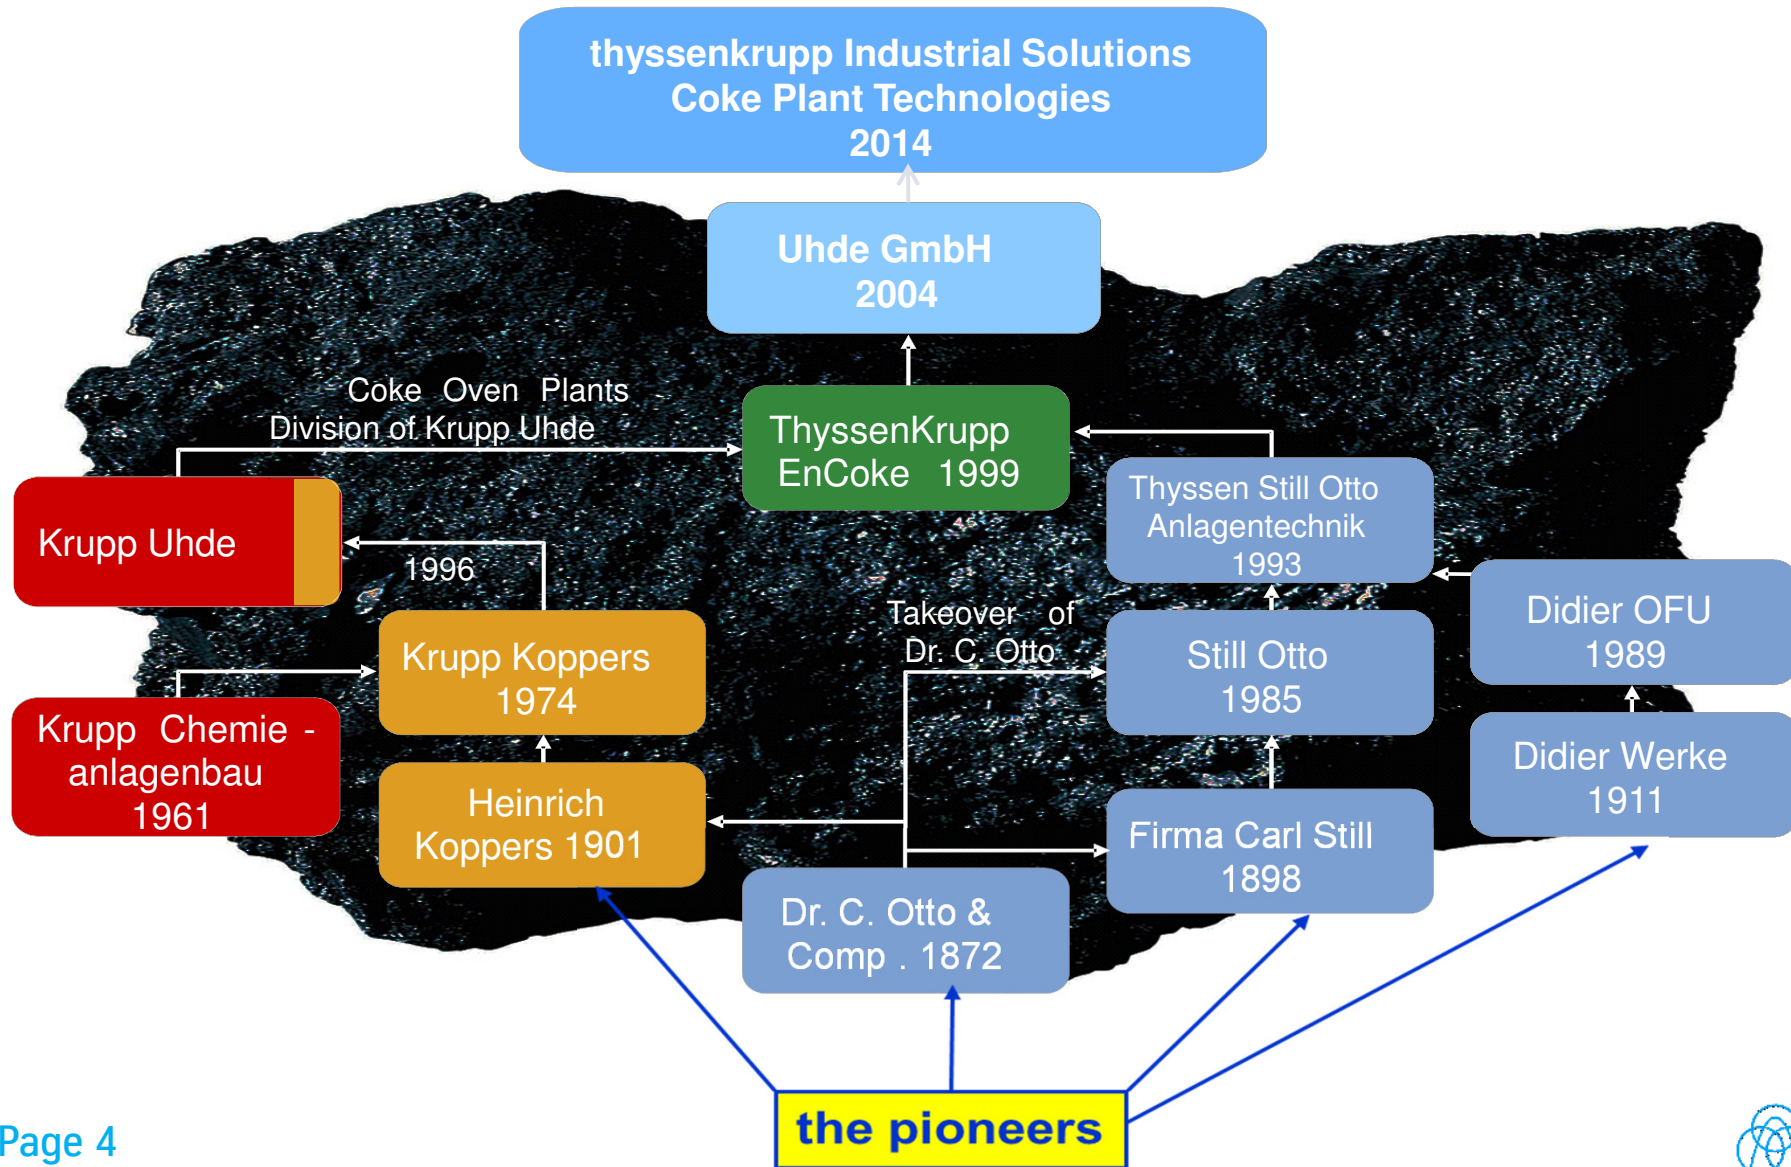 thyssenkrupp Industrial Solutions
Coke Plant Technologies
2014
Uhde GmbH
2004
Coke Oven Plants
Division of Krupp Uhde
ThyssenKrupp
EnCoke 1999
Thyssen Still Otto
Anlagentechnik
1993
Krupp Uhde
1996
Takeover of
Dr. C. Otto
Didier OFU
1989
Krupp Koppers
1974
Still Otto
1985
Krupp Chemie -
anlagenbau
1961
Didier Werke
1911
Heinrich
Koppers 1901
Firma Carl Still
1898
Dr. C. Otto &
Comp . 1872
the pioneers
Page 4